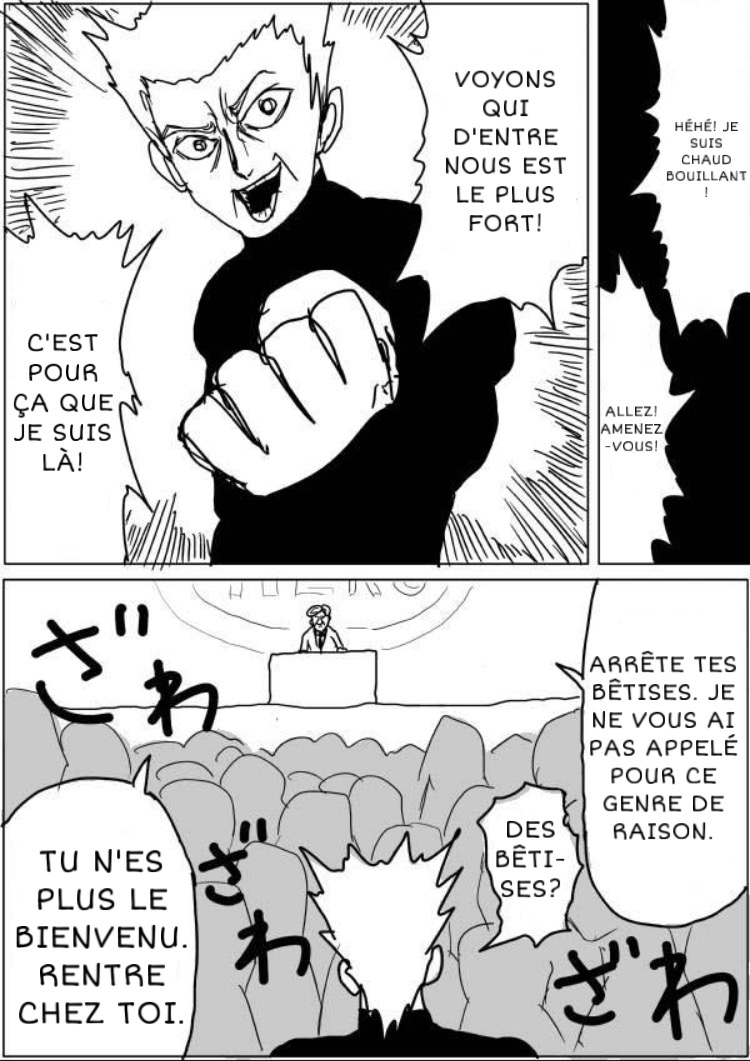 HÉHÉ! JE
SUIS
CHAUD
BOUILLANT
!
ALLEZ!
AMENEZ
-VOUS!
VOYONS
QUI
D'ENTRE
NOUS EST
LE PLUS
FORT!
C'EST
POUR
ÇA QUE
JE SUIS
LÀ!
ARRÊTE TES
BÊTISES. JE
NE VOUS AI
PAS APPELÉ
POUR CE
GENRE DE
RAISON.
DES
BÊTI-
SES?
TU N'ES
PLUS LE
BIENVENU.
RENTRE
CHEZ TOI.
ざわ
ざわ
ざわ